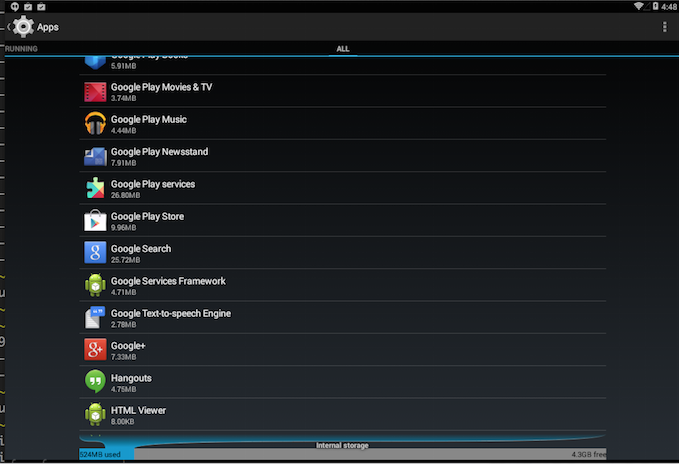 4:48
Apps
RUNNING
ALL
Google Play Books
5.91MB
Google Play Movies & TV
3.74MB
Google Play Music
4.44MB
Google Play Newsstand
7.91MB
Google Play services
26.80MB
Google Play Store
9.96MB
Google Search
25.72MB
Google Services Framework
4.71MB
Google Text-to-speech Engine
2.78MB
Google+
7.33MB
Hangouts
4.75MB
HTML Viewer
8.00KB
Internal storage
524MB used
4.3GB free